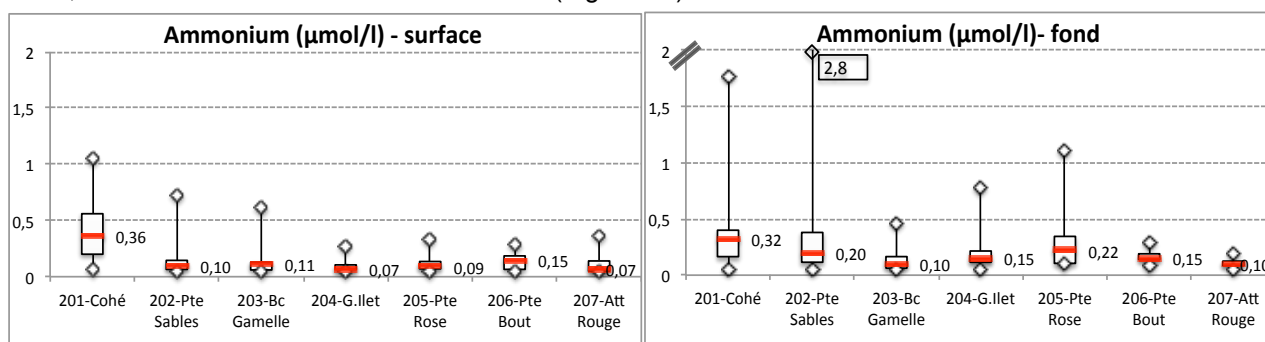 Ammonium (µmol/l) - surface
2
1,5
1
0,5
0
0,36
0,10
0,11
0,07
0,09
0,15
0,07
201-Cohé
202-Pte Sables
203-Bc Gamelle
204-G.Ilet
205-Pte Rose
206-Pte Bout
207-Att Rouge
Ammonium (µmol/l)- fond
2
1,5
1
0,5
0
2,8
0,32
0,20
0,10
0,15
0,22
0,15
0,10
201-Cohé
202-Pte Sables
203-Bc Gamelle
204-G.Ilet
205-Pte Rose
206-Pte Bout
207-Att Rouge